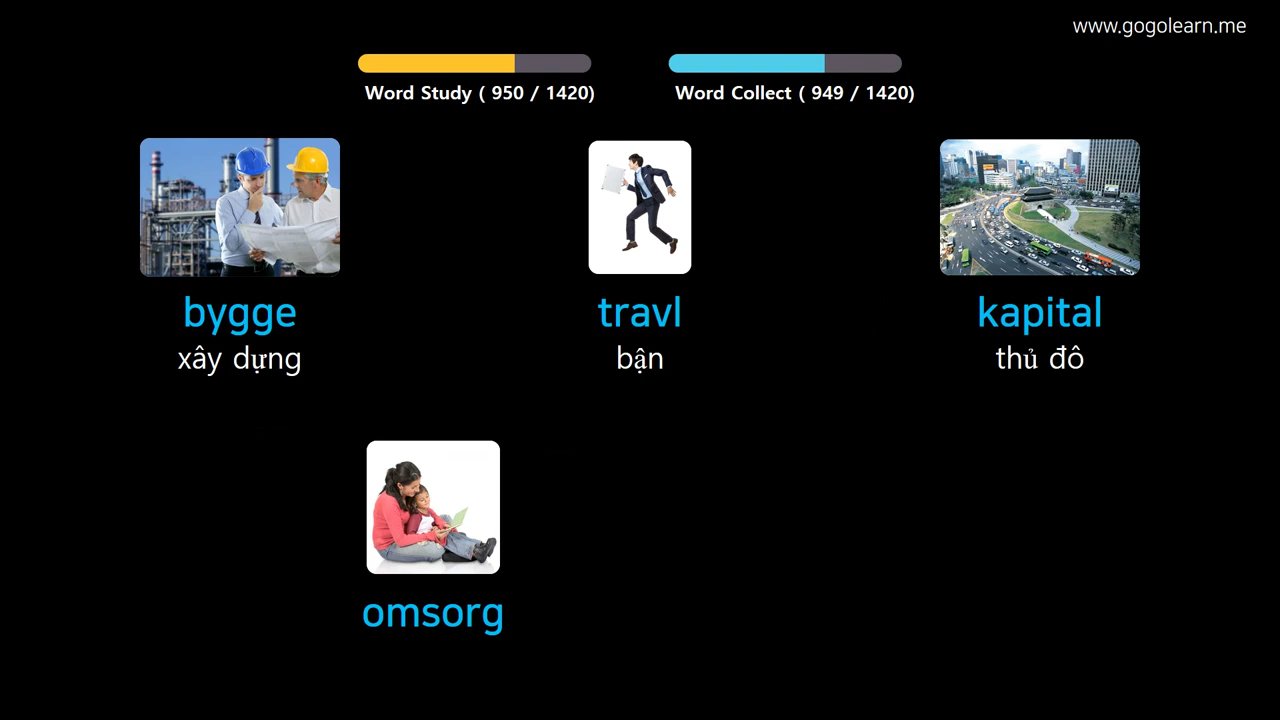 www.gogolearn.me
Word Study ( 950 / 1420)
Word Collect ( 949 / 1420)
bygge
travl
kapital
xây dựng
bận
thủ đô
omsorg